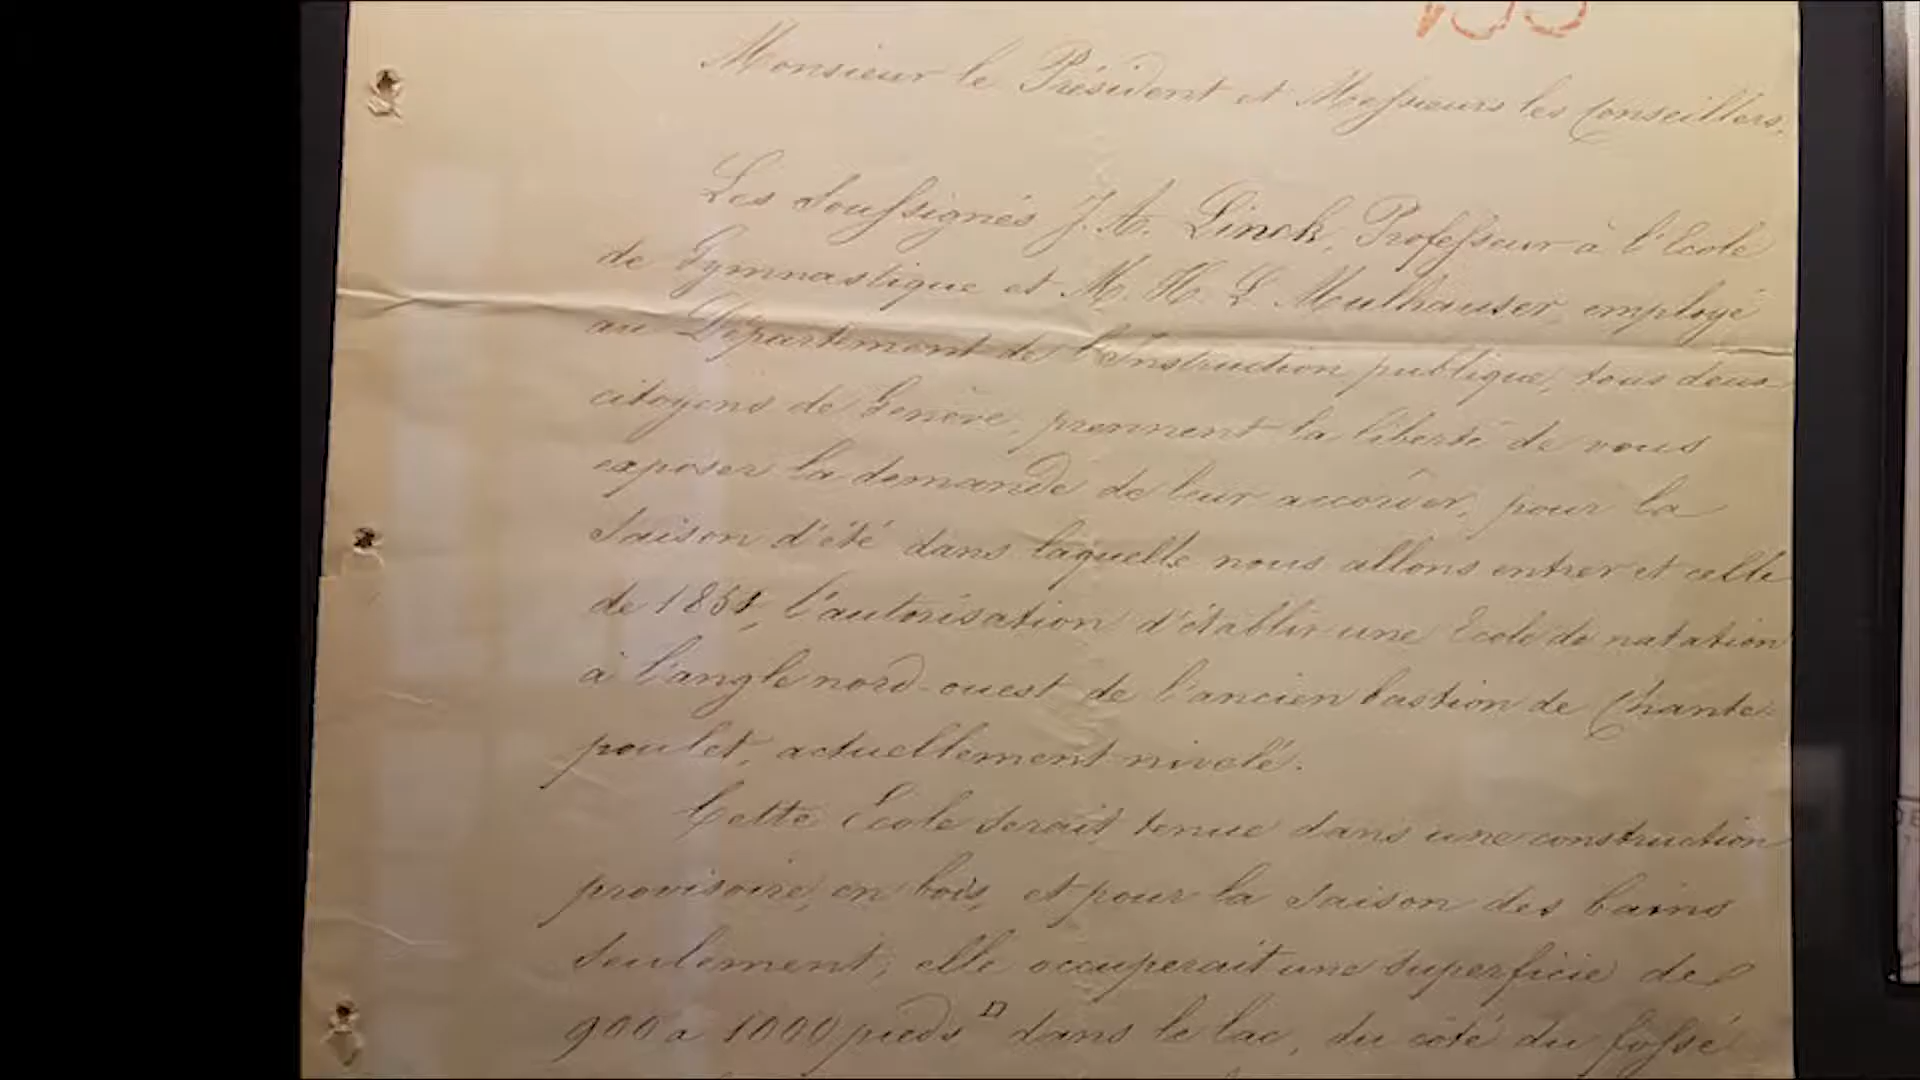 Monsieur le Président et Messieurs les Conseillers.
Les Soussignés J. A. Linck, Professeur à l'Ecole
de Gymnastique et M. H. L. Mulhauser, employé
au Département de l'Instruction publique, tous deux
citoyens de Genève, prennent la liberté de vous
exposer la demande de leur accorder, pour la
Saison d'été dans laquelle nous allons entrer et celle
de 1851, l'autorisation d'établir une Ecole de natation
à l'angle nord-ouest de l'ancien bastion de Chante-
poulet, actuellement nivelé.
Cette Ecole serait tenue dans une construction
provisoire, en bois, et pour la saison des bains
seulement; elle occuperait une superficie de
900 a 1000 pieds□ dans le lac, du côté du fossé